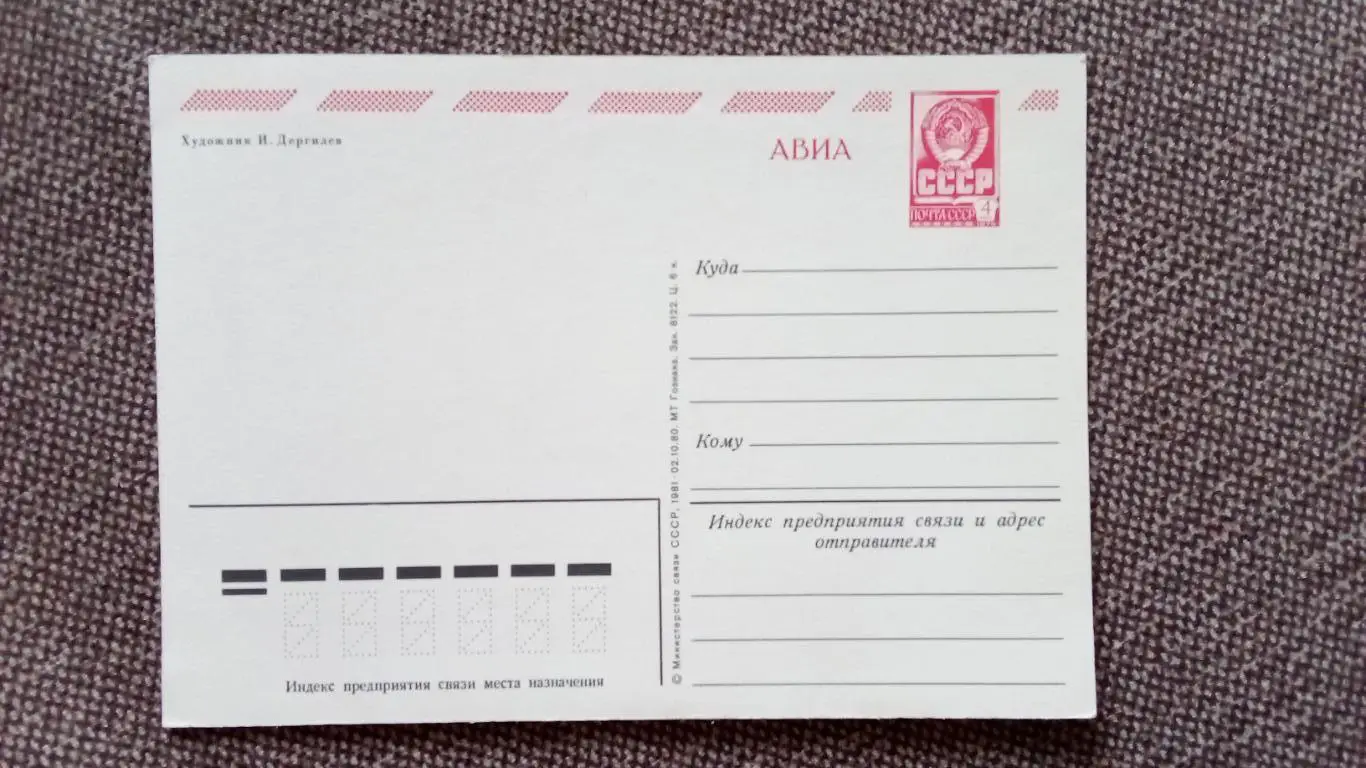 Художник И. Дергилев
АВИА
СССР
ПОЧТА СССР 4
Куда
Кому
Индекс предприятия связи и адрес
отправителя
© Министерство связи СССР, 1981 · 02.10.80. МТ Гознака. Зак. 8122. Ц. 6 к.
Индекс предприятия связи места назначения